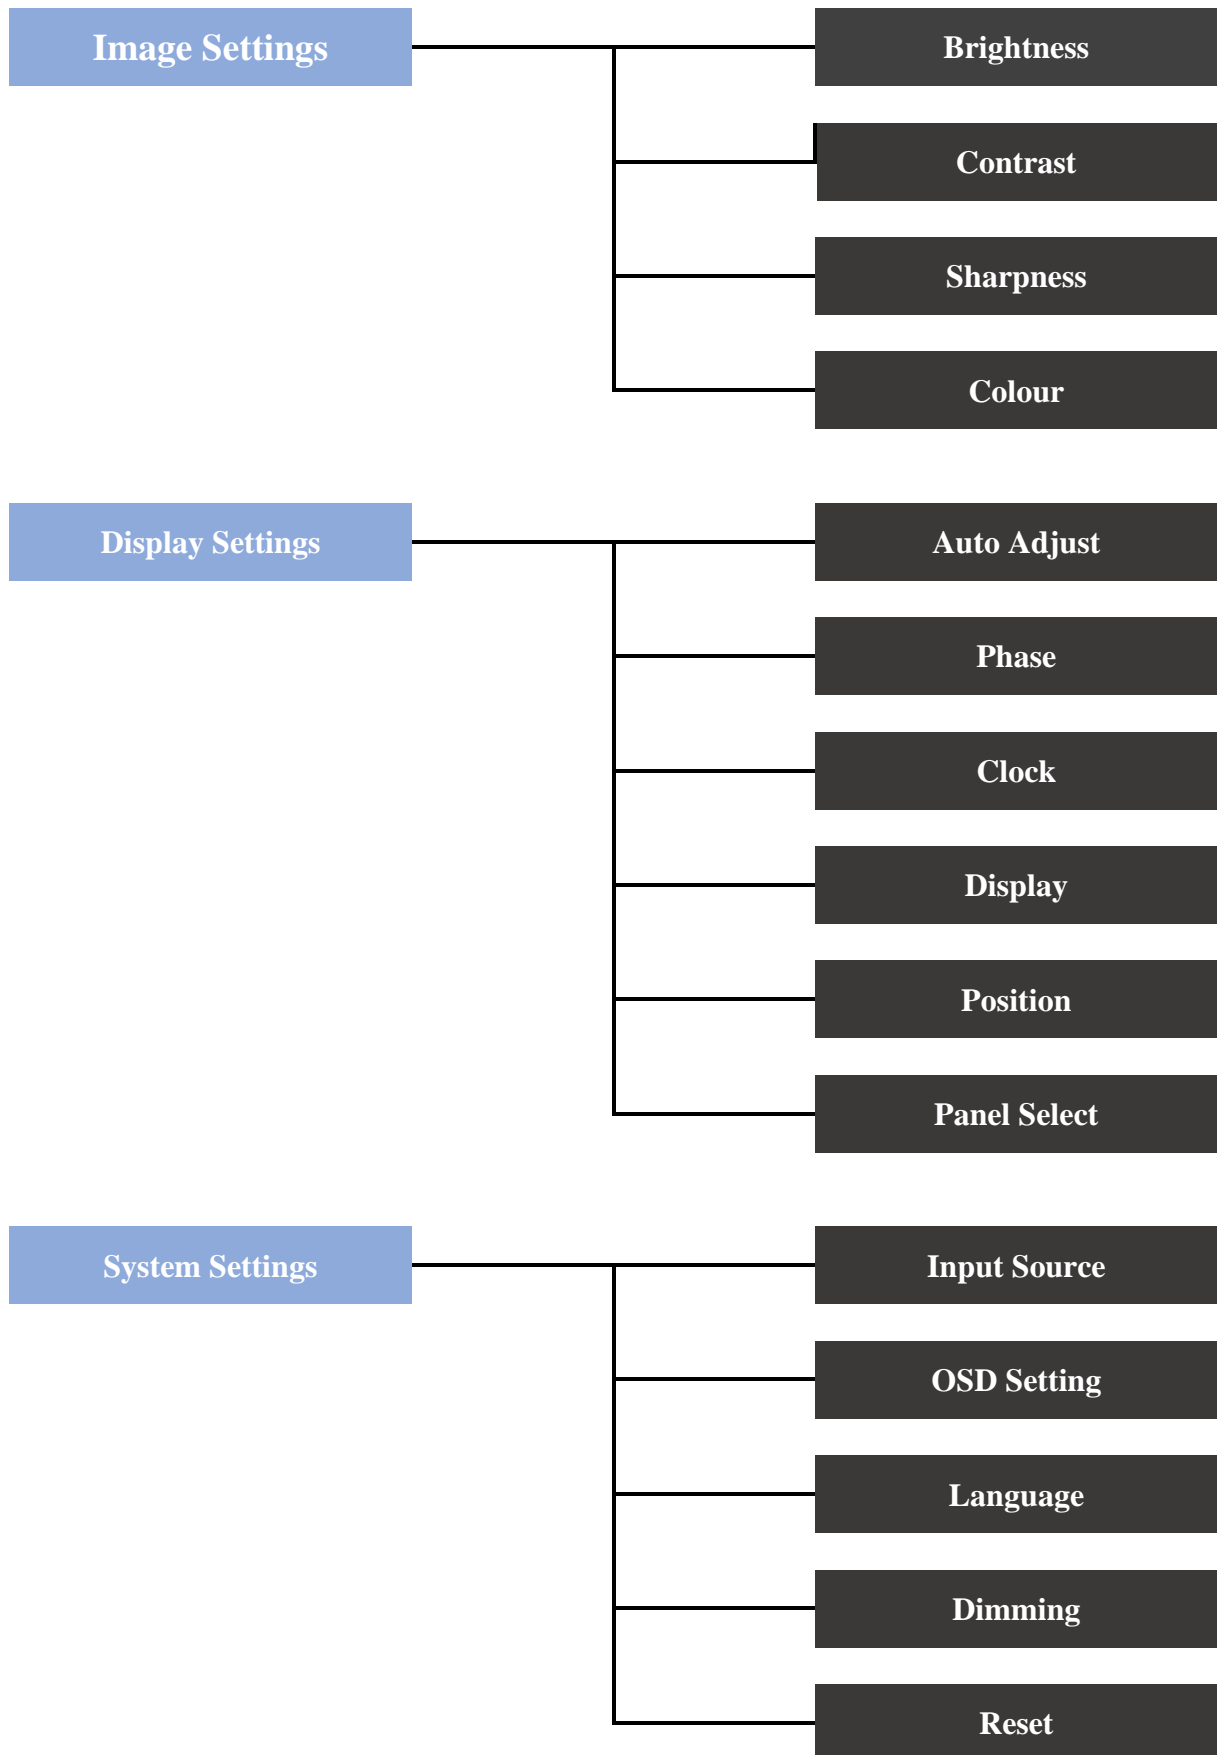 Image Settings
Brightness
Contrast
Sharpness
Colour
Display Settings
Auto Adjust
Phase
Clock
Display
Position
Panel Select
System Settings
Input Source
OSD Setting
Language
Dimming
Reset